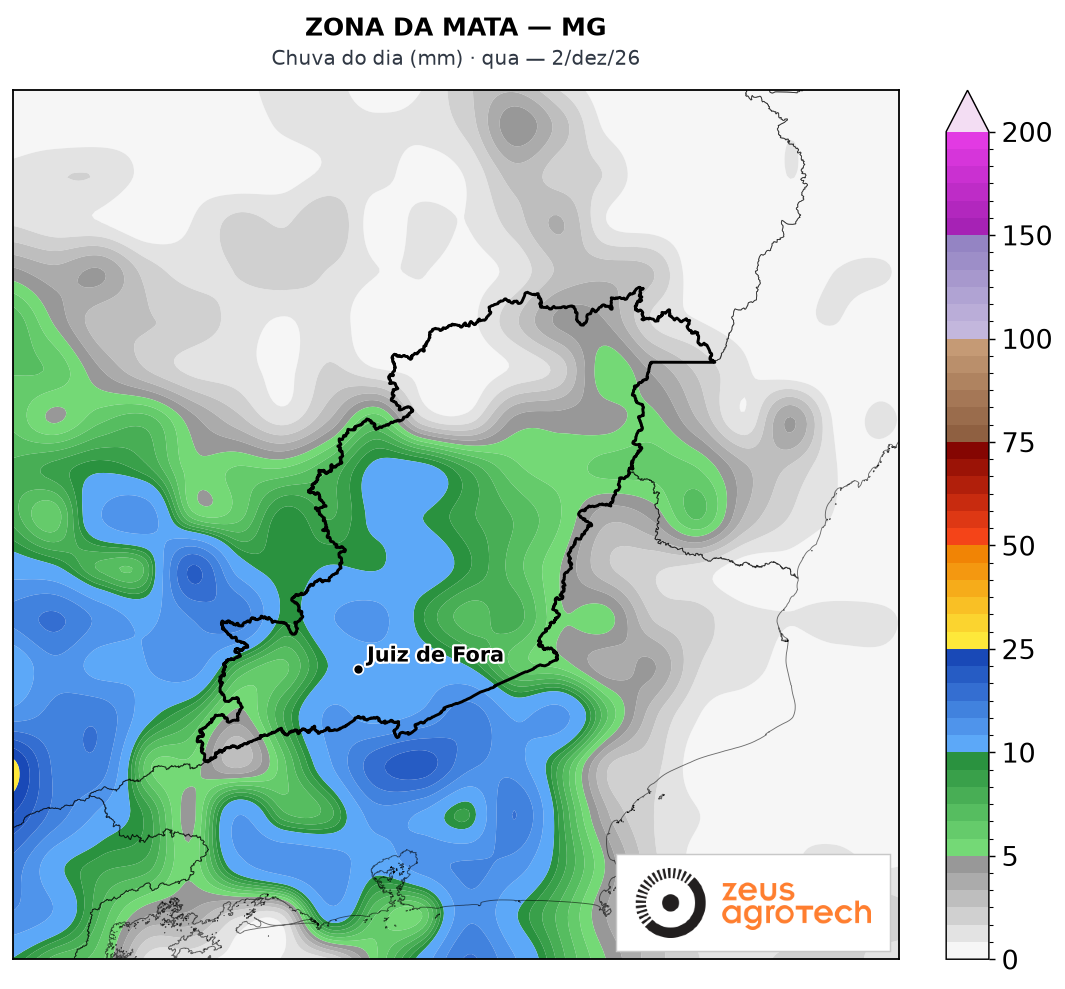 ZONA DA MATA — MG
Chuva do dia (mm) · qua — 2/dez/26
200
150
100
75
50
25
10
5
0
Juiz de Fora
zeus
agrotech